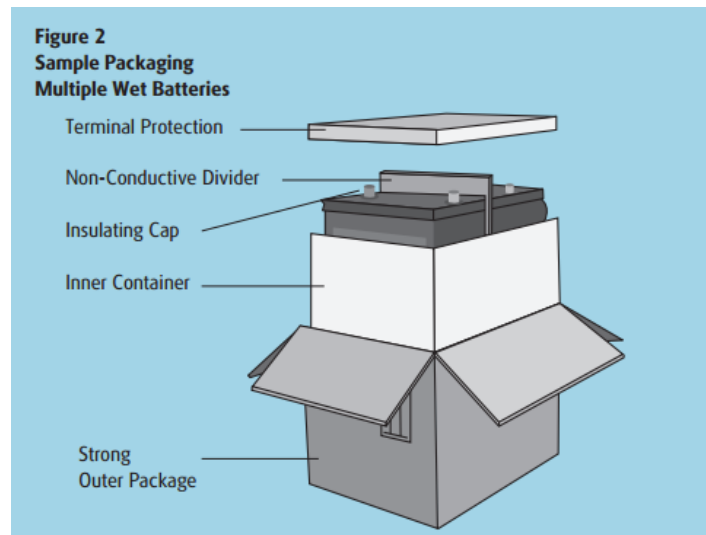 Figure 2
Sample Packaging
Multiple Wet Batteries
Terminal Protection
Non-Conductive Divider
Insulating Cap
Inner Container
Strong
Outer Package